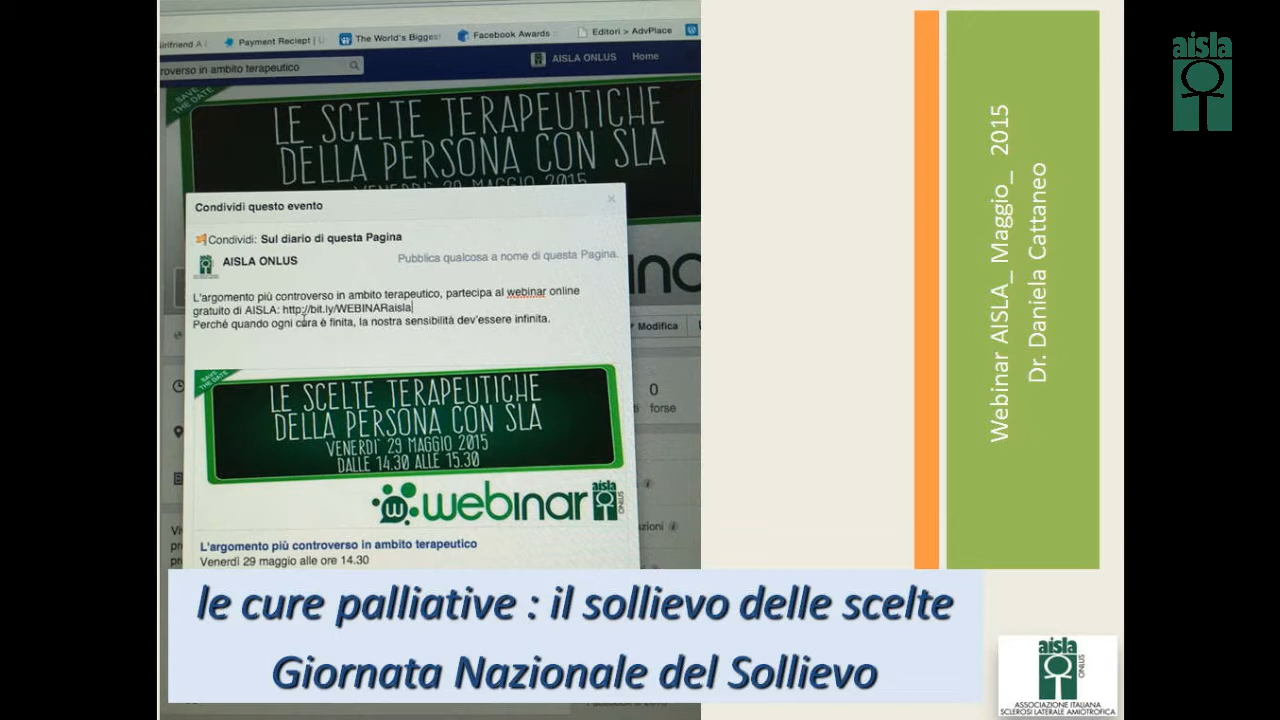 irlfriend A
Payment Reciept | U
The World's Biggest
Facebook Awards
Editori > AdvPlace
roverso in ambito terapeutico
AISLA ONLUS
Home
SAVE THE DATE
LE SCELTE TERAPEUTICHE
DELLA PERSONA CON SLA
VENERDI' 29 MAGGIO 2015
Condividi questo evento
Condividi: Sul diario di questa Pagina
AISLA ONLUS
Pubblica qualcosa a nome di questa Pagina.
L'argomento più controverso in ambito terapeutico, partecipa al webinar online
gratuito di AISLA: http://bit.ly/WEBINARaisla
Perché quando ogni cura è finita, la nostra sensibilità dev'essere infinita.
Modifica
0
forse
SAVE THE DATE
LE SCELTE TERAPEUTICHE
DELLA PERSONA CON SLA
VENERDI' 29 MAGGIO 2015
DALLE 14.30 ALLE 15.30
w webinar
aisla
ONLUS
L'argomento più controverso in ambito terapeutico
Venerdì 29 maggio alle ore 14.30
le cure palliative : il sollievo delle scelte
Giornata Nazionale del Sollievo
Webinar AISLA_ Maggio_ 2015
Dr. Daniela Cattaneo
aisla
aisla
ONLUS
ASSOCIAZIONE ITALIANA
SCLEROSI LATERALE AMIOTROFICA